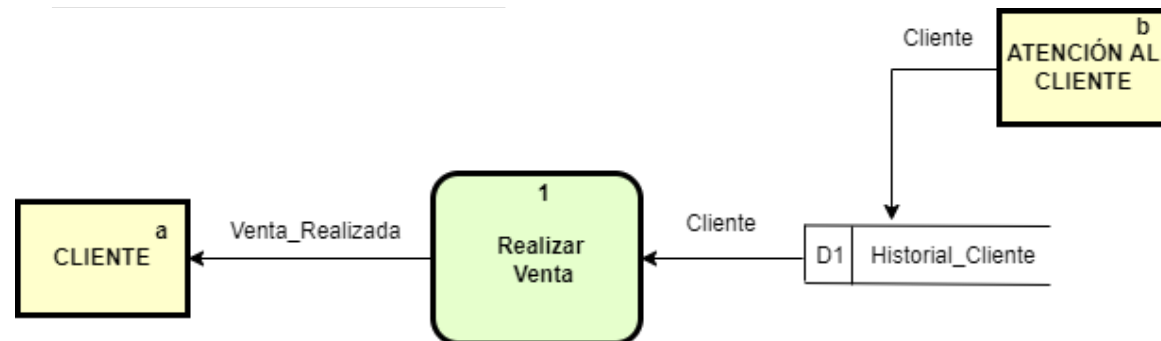 Cliente
b
ATENCIÓN AL
CLIENTE
a
CLIENTE
Venta_Realizada
1
Realizar
Venta
Cliente
D1
Historial_Cliente